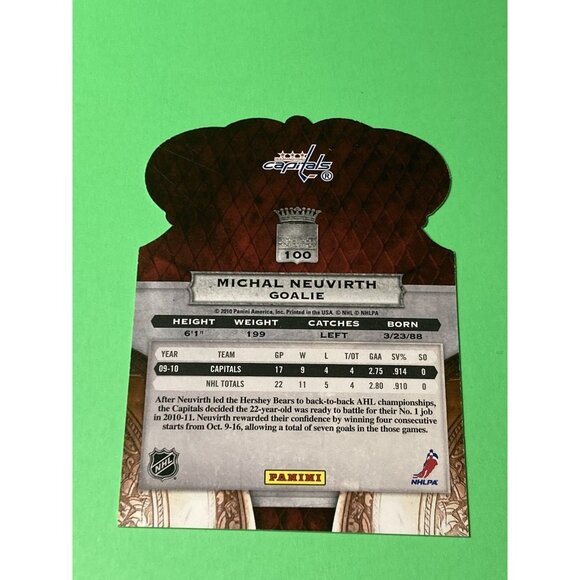 capitals ®
100
MICHAL NEUVIRTH
GOALIE
© 2010 Panini America, Inc. Printed in the USA. © NHL © NHLPA
HEIGHT WEIGHT CATCHES BORN
6'1" 199 LEFT 3/23/88
YEAR TEAM GP W L T/OT GAA SV% SO
09-10 CAPITALS 17 9 4 4 2.75 .914 0
NHL TOTALS 22 11 5 4 2.80 .910 0
After Neuvirth led the Hershey Bears to back-to-back AHL championships,
the Capitals decided the 22-year-old was ready to battle for their No. 1 job
in 2010-11. Neuvirth rewarded their confidence by winning four consecutive
starts from Oct. 9-16, allowing a total of seven goals in the those games.
NHL
PANINI
NHLPA